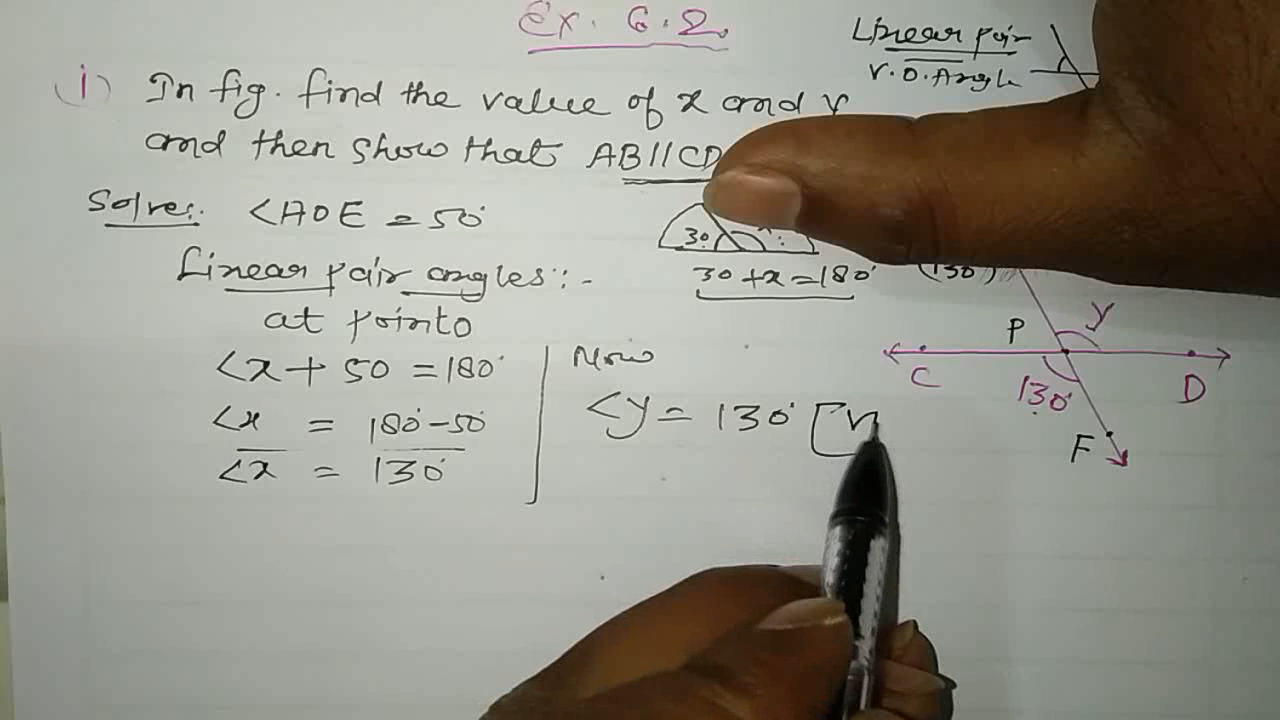 Ex. 6.2.
Linear pair
V.O.Angle
(i) In fig. find the value of x and y
and then show that AB//CD
Solve:. <AOE = 50°
30
Linear pair angles::-
30+x=180°
(130°)
at point o
P
y
<x + 50 = 180°
Now
C
D
130°
<x = 180°-50°
<y = 130° [v
F
<x = 130°